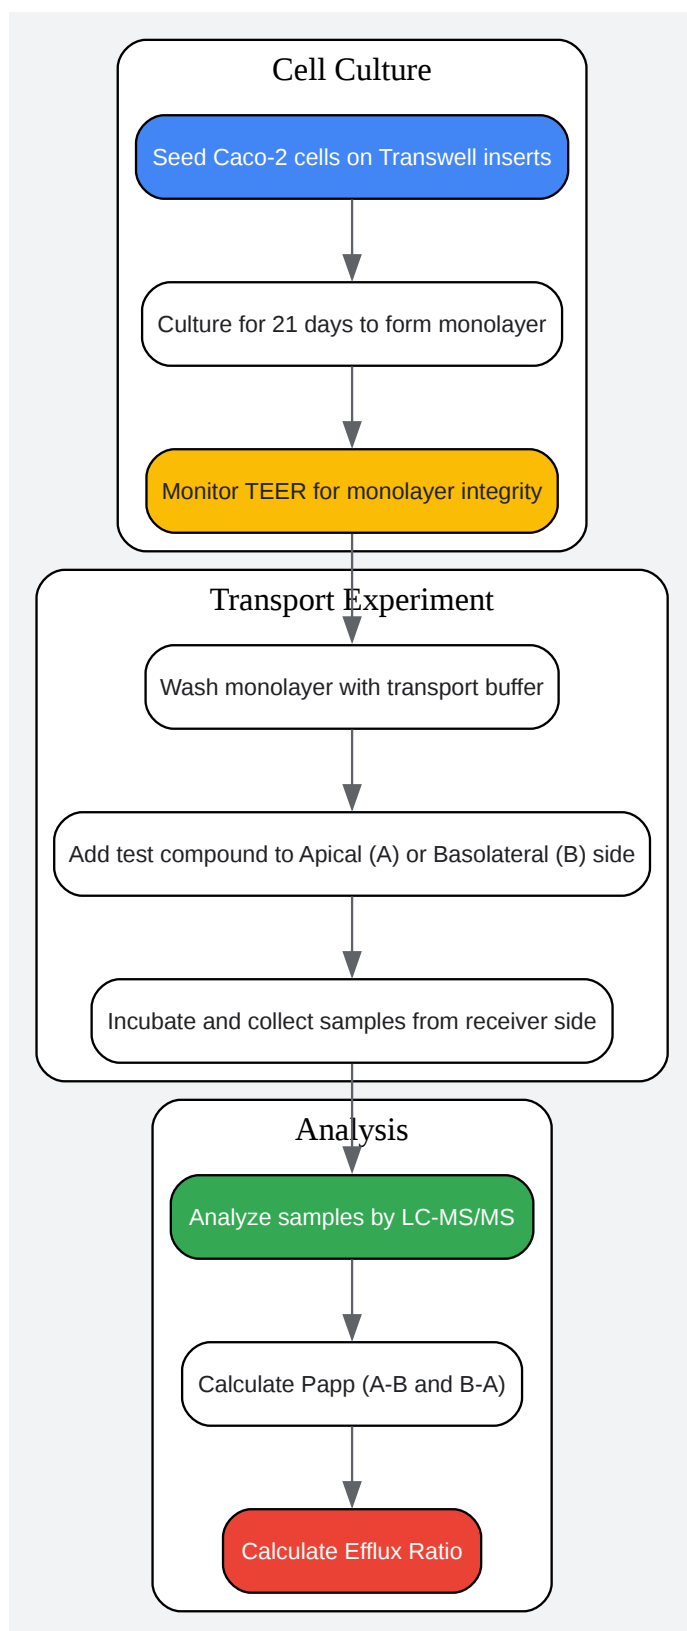 Cell Culture
Seed Caco-2 cells on Transwell inserts
Culture for 21 days to form monolayer
Monitor TEER for monolayer integrity
Transport Experiment
Wash monolayer with transport buffer
Add test compound to Apical (A) or Basolateral (B) side
Incubate and collect samples from receiver side
Analysis
Analyze samples by LC-MS/MS
Calculate Papp (A-B and B-A)
Calculate Efflux Ratio